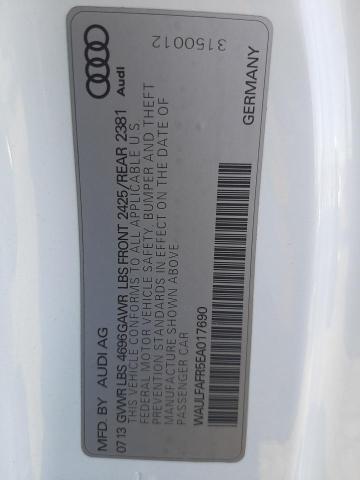 MFD. BY AUDI AG
Audi
0713 GVWR LBS 4696 GAWR LBS FRONT 2425/REAR 2381
THIS VEHICLE CONFORMS TO ALL APPLICABLE U S
FEDERAL MOTOR VEHICLE SAFETY, BUMPER AND THEFT
PREVENTION STANDARDS IN EFFECT ON THE DATE OF
MANUFACTURE SHOWN ABOVE
PASSENGER CAR
3150012
WAULFAFR5EA017690
GERMANY